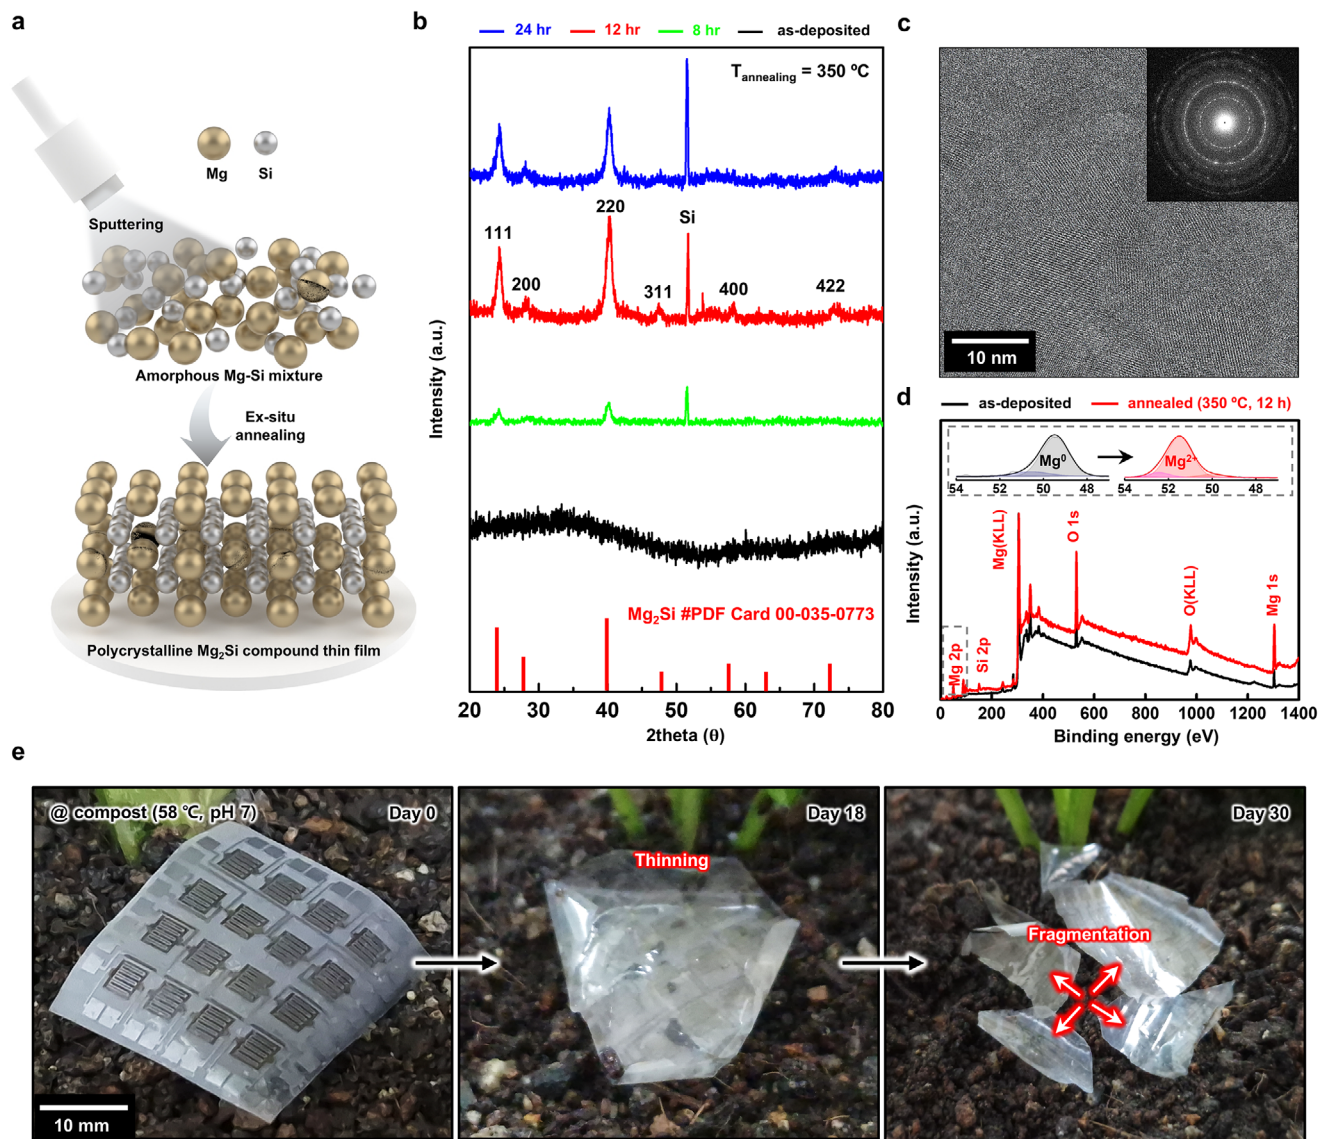 a
Mg
Si
Sputtering
Amorphous Mg-Si mixture
Ex-situ
annealing
Polycrystalline Mg2Si compound thin film
b
24 hr
12 hr
8 hr
as-deposited
Tannealing = 350 ºC
111
200
220
311
Si
400
422
Mg2Si #PDF Card 00-035-0773
Intensity (a.u.)
20 30 40 50 60 70 80
2theta (θ)
c
10 nm
d
as-deposited
annealed (350 ºC, 12 h)
Mg0
54 52 50 48
Mg2+
54 52 50 48
Mg 2p
Si 2p
Mg(KLL)
O 1s
O(KLL)
Mg 1s
Intensity (a.u.)
0 200 400 600 800 1000 1200 1400
Binding energy (eV)
e
@ compost (58 ℃, pH 7)
Day 0
10 mm
Day 18
Thinning
Day 30
Fragmentation